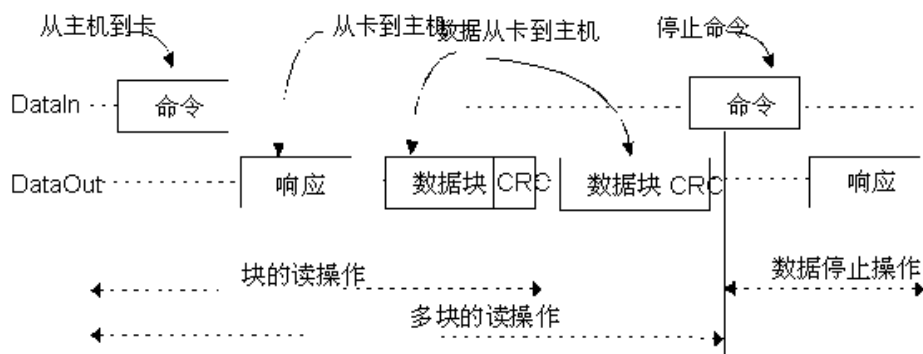 从主机到卡 从卡到主机 数据从卡到主机 停止命令
DataIn 命令 命令
DataOut 响应 数据块 CRC 数据块 CRC 响应
块的读操作 数据停止操作
多块的读操作